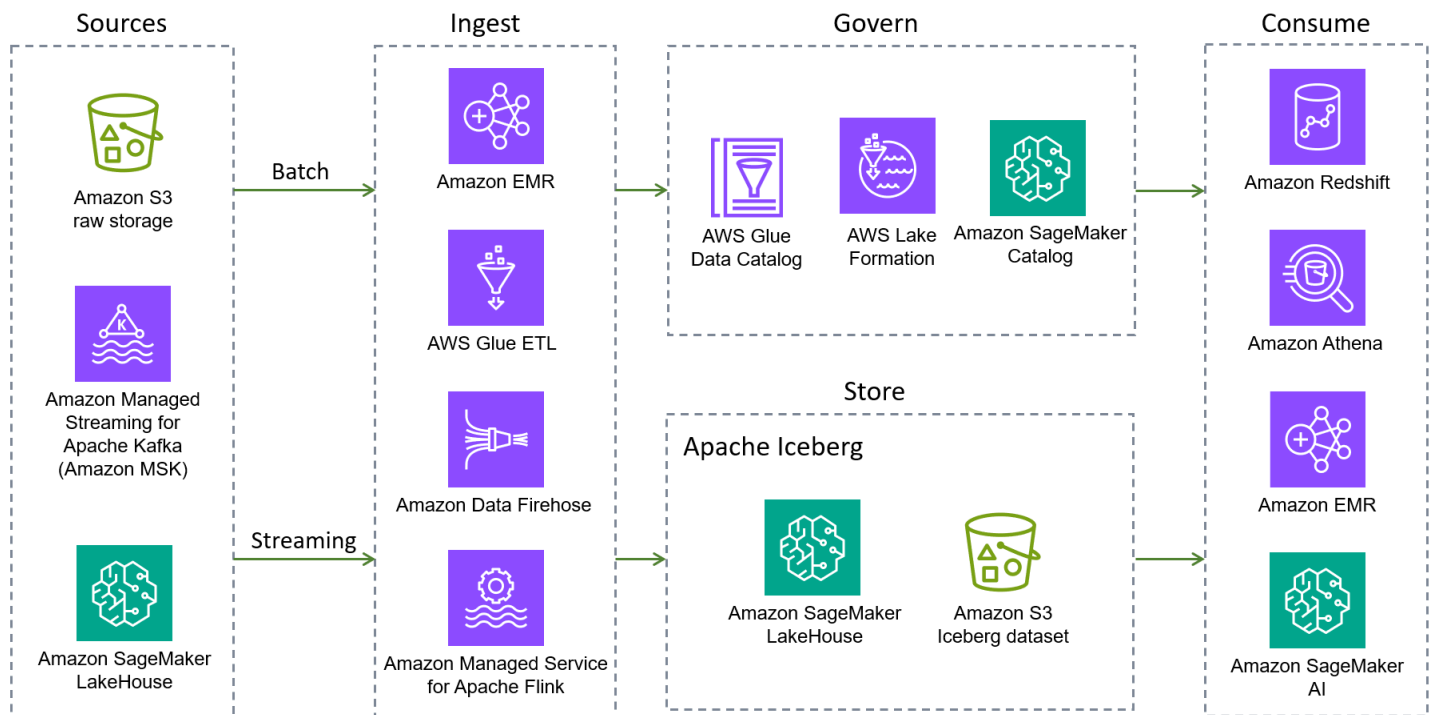 Sources
Amazon S3
raw storage
K
Amazon Managed
Streaming for
Apache Kafka
(Amazon MSK)
Amazon SageMaker
LakeHouse
Batch
Streaming
Ingest
Amazon EMR
AWS Glue ETL
Amazon Data Firehose
Amazon Managed Service
for Apache Flink
Govern
AWS Glue
Data Catalog
AWS Lake
Formation
Amazon SageMaker
Catalog
Store
Apache Iceberg
Amazon SageMaker
LakeHouse
Amazon S3
Iceberg dataset
Consume
Amazon Redshift
Amazon Athena
Amazon EMR
Amazon SageMaker
AI